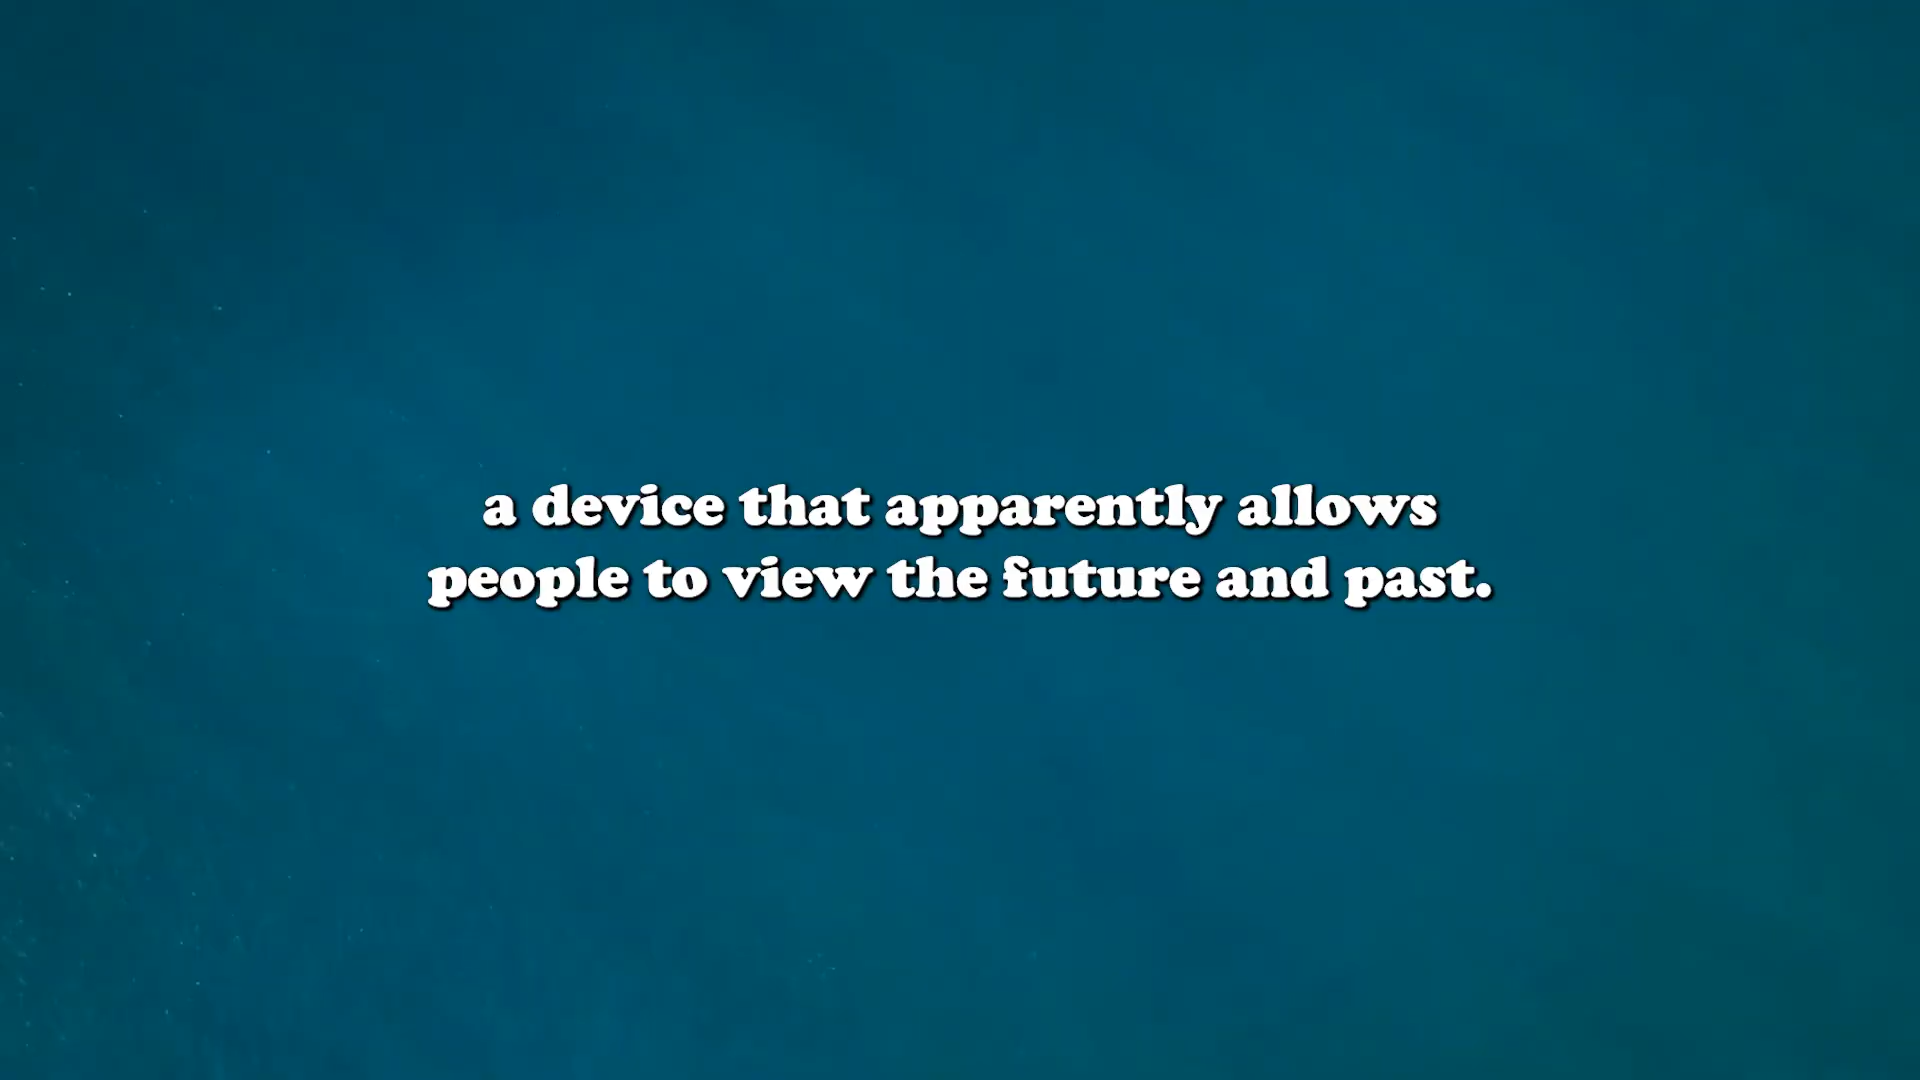 a device that apparently allows
people to view the future and past.